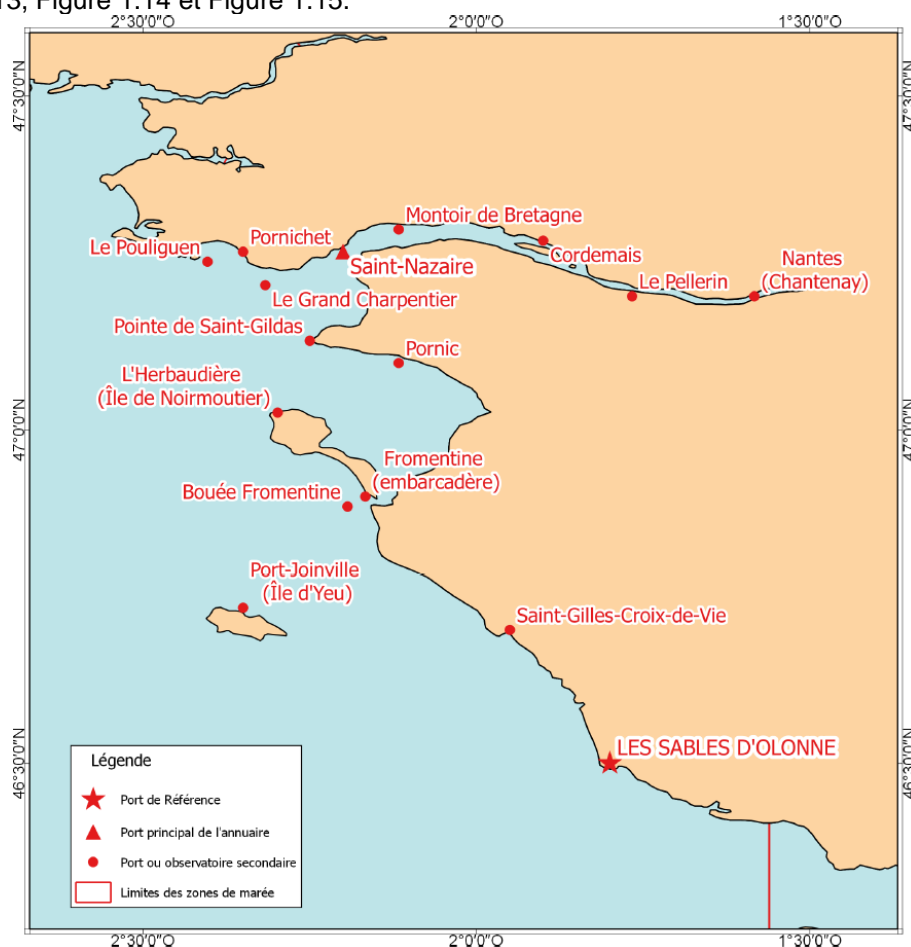 13, Figure 1.14 et Figure 1.15.
2°30'0"O
2°0'0"O
1°30'0"O
47°30'0"N
47°30'0"N
Montoir de Bretagne
Le Pouliguen
Pornichet
Cordemais
Saint-Nazaire
Nantes
(Chantenay)
Le Pellerin
Le Grand Charpentier
Pointe de Saint-Gildas
Pornic
L'Herbaudière
(Île de Noirmoutier)
47°0'0"N
47°0'0"N
Fromentine
(embarcadère)
Bouée Fromentine
Port-Joinville
(Île d'Yeu)
Saint-Gilles-Croix-de-Vie
LES SABLES D'OLONNE
46°30'0"N
46°30'0"N
Légende
Port de Référence
Port principal de l'annuaire
Port ou observatoire secondaire
Limites des zones de marée
2°30'0"O
2°0'0"O
1°30'0"O